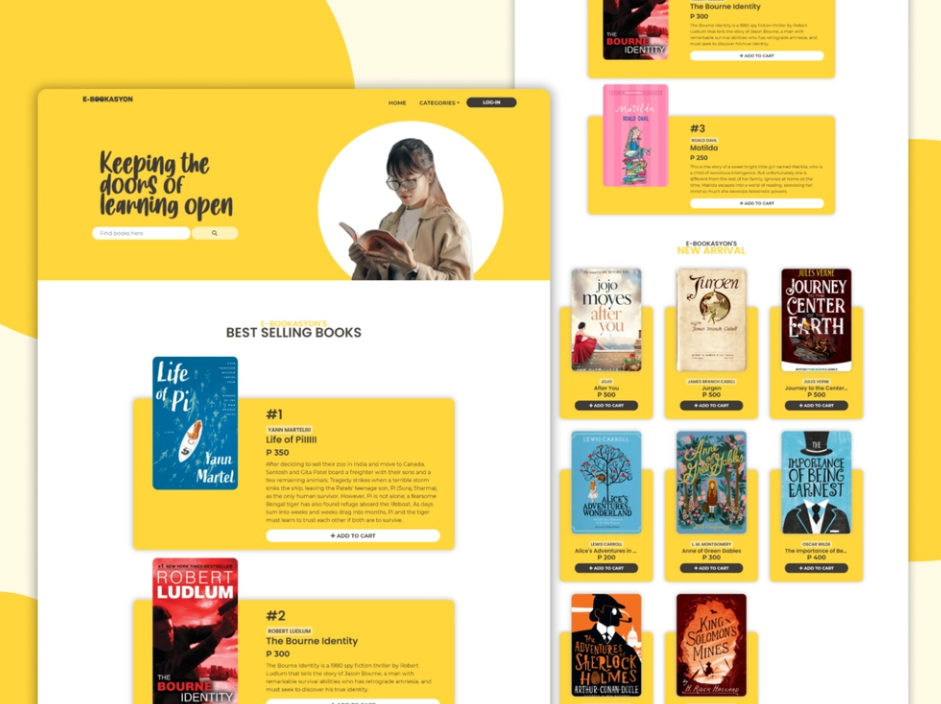 E-BOOKASYON
HOME
CATEGORIES
LOG-IN
Keeping the
doors of
learning open
Find books here
E-BOOKASYON'S
BEST SELLING BOOKS
Life
of Pi
Yann
Martel
#1
YANN MARTELIII
Life of PiIIIII
P 350
After deciding to sell their zoo in India and move to Canada,
Santosh and Gita Patel board a freighter with their sons and a
few remaining animals. Tragedy strikes when a terrible storm
sinks the ship, leaving the Patels' teenage son, Pi (Suraj Sharma),
as the only human survivor. However, Pi is not alone; a fearsome
Bengal tiger has also found refuge aboard the lifeboat. As days
turn into weeks and weeks drag into months, Pi and the tiger
must learn to trust each other if both are to survive.
+ ADD TO CART
#1 NEW YORK TIMES BESTSELLER
ROBERT
LUDLUM
THE
BOURNE
IDENTITY
#2
ROBERT LUDLUM
The Bourne Identity
P 300
The Bourne Identity is a 1980 spy fiction thriller by Robert
Ludlum that tells the story of Jason Bourne, a man with
remarkable survival abilities who has retrograde amnesia, and
must seek to discover his true identity.
THE
BOURNE
IDENTITY
The Bourne Identity
P 300
The Bourne Identity is a 1980 spy fiction thriller by Robert
Ludlum that tells the story of Jason Bourne, a man with
remarkable survival abilities who has retrograde amnesia, and
must seek to discover his true identity.
+ ADD TO CART
Matilda
ROALD DAHL
#3
ROALD DAHL
Matilda
P 250
This is the story of a sweet bright little girl named Matilda, who is
a child of wondrous intelligence. But unfortunately she is
different from the rest of her family, ignores at home all the
time, Matilda escapes into a world of reading, exercising her
mind so much she develops telekinetic powers.
+ ADD TO CART
E-BOOKASYON'S
NEW ARRIVAL
jojo
moyes
after
you
JOJO
After You
P 500
+ ADD TO CART
Jurgen
James Branch Cabell
JAMES BRANCH CABELL
Jurgen
P 500
+ ADD TO CART
JULES VERNE
JOURNEY
TO THE
CENTER
OF THE
EARTH
JULES VERNE
Journey to the Center...
P 500
+ ADD TO CART
LEWIS CARROLL
ALICE'S
ADVENTURES IN
WONDERLAND
LEWIS CARROLL
Alice's Adventures in ...
P 200
+ ADD TO CART
Anne of
Green Gables
L. M. MONTGOMERY
Anne of Green Gables
P 300
+ ADD TO CART
THE
IMPORTANCE
OF BEING
EARNEST
OSCAR WILDE
The Importance of Be...
P 400
+ ADD TO CART
THE
ADVENTURES
OF
SHERLOCK
HOLMES
ARTHUR CONAN DOYLE
KING
SOLOMON'S
MINES
H. RIDER HAGGARD